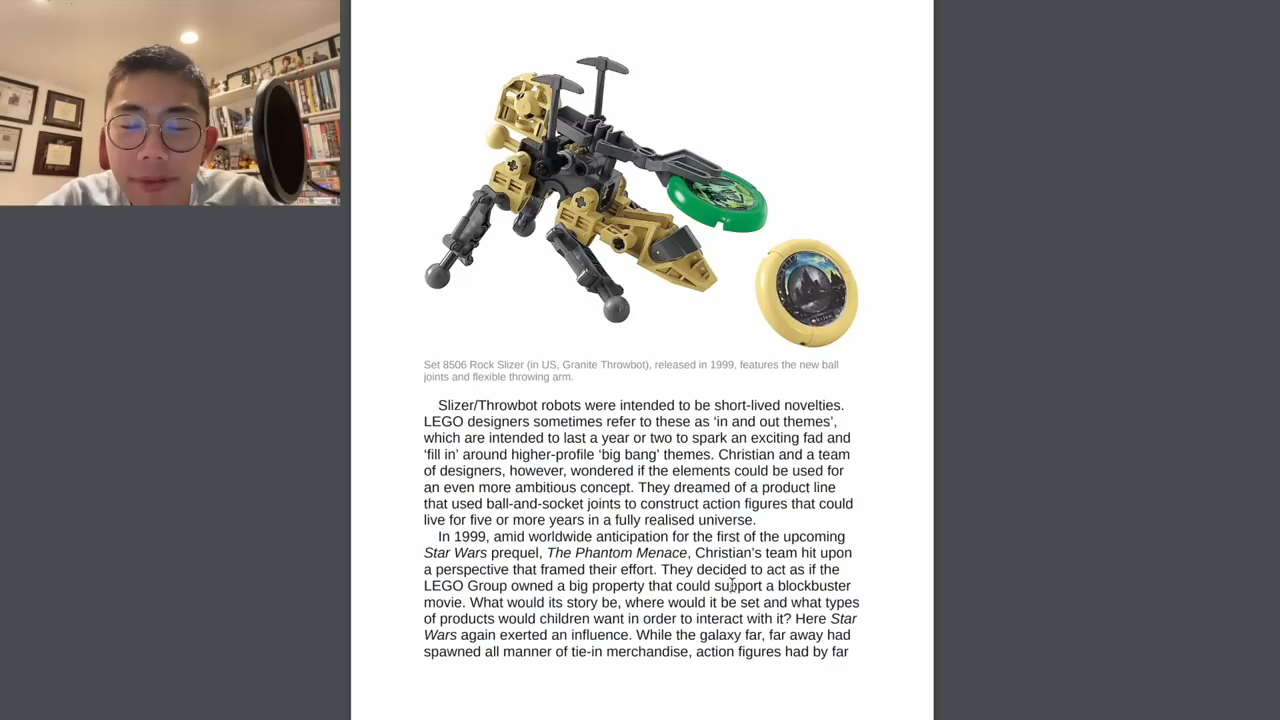 Set 8506 Rock Slizer (in US, Granite Throwbot), released in 1999, features the new ball
joints and flexible throwing arm.
Slizer/Throwbot robots were intended to be short-lived novelties.
LEGO designers sometimes refer to these as ‘in and out themes’,
which are intended to last a year or two to spark an exciting fad and
‘fill in’ around higher-profile ‘big bang’ themes. Christian and a team
of designers, however, wondered if the elements could be used for
an even more ambitious concept. They dreamed of a product line
that used ball-and-socket joints to construct action figures that could
live for five or more years in a fully realised universe.
In 1999, amid worldwide anticipation for the first of the upcoming
Star Wars prequel, The Phantom Menace, Christian’s team hit upon
a perspective that framed their effort. They decided to act as if the
LEGO Group owned a big property that could support a blockbuster
movie. What would its story be, where would it be set and what types
of products would children want in order to interact with it? Here Star
Wars again exerted an influence. While the galaxy far, far away had
spawned all manner of tie-in merchandise, action figures had by far